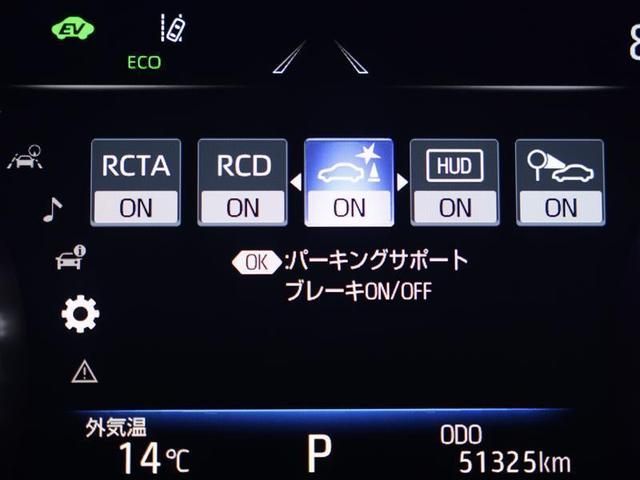 EV
ECO
8
RCTA RCD HUD
ON ON ON ON ON
OK :パーキングサポート
ブレーキON/OFF
外気温 ODO
14℃ P 51325km